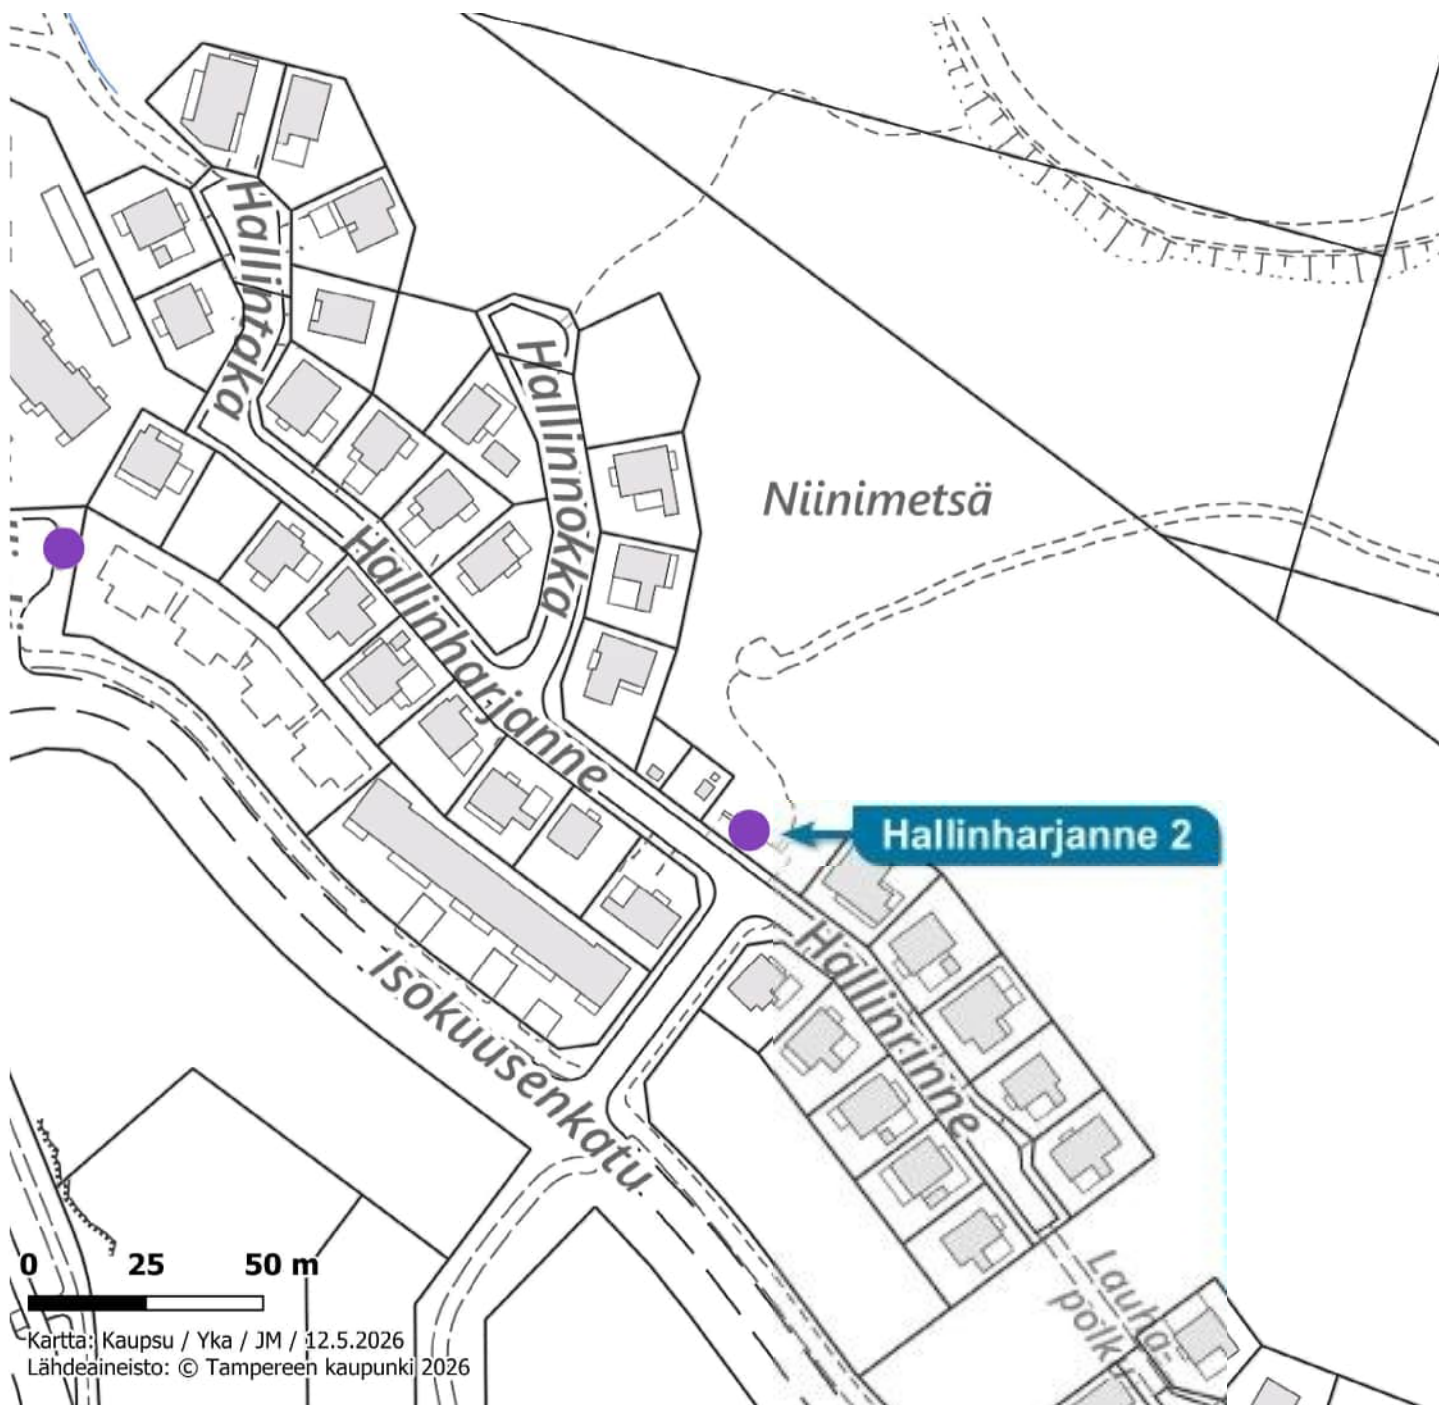 Hallintaka
Hallinnokka
Niinimetsä
Hallinharjanne
Hallinharjanne 2
Hallinrinne
Isokuusenkatu
Lauha-
polku
0 25 50 m
Kartta: Kaupsu / Yka / JM / 12.5.2026
Lähdeaineisto: © Tampereen kaupunki 2026